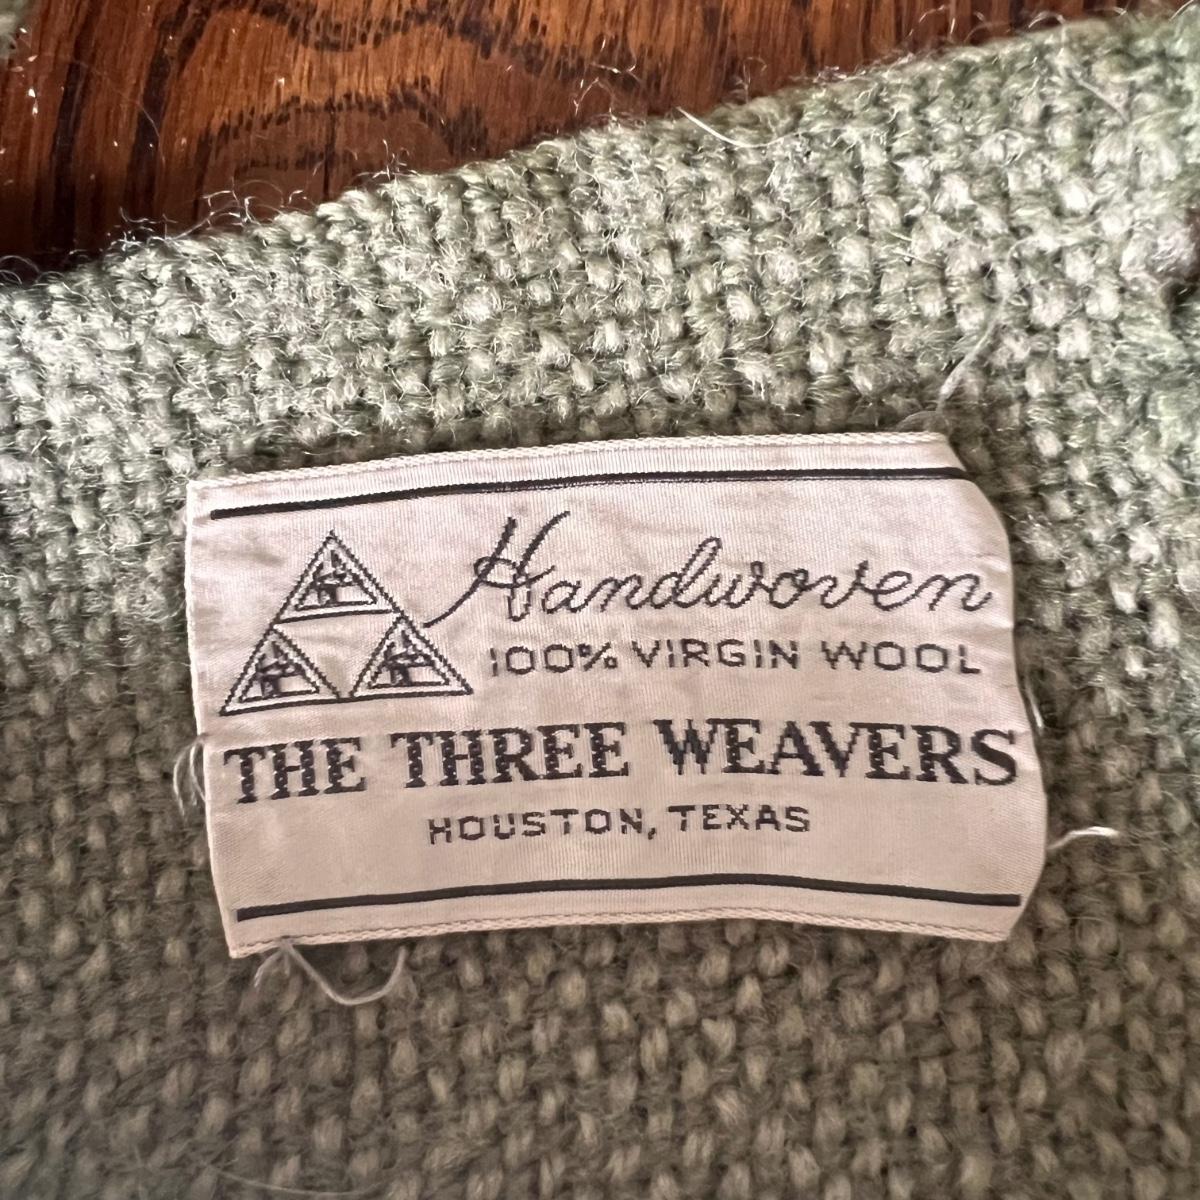 Handwoven
100% VIRGIN WOOL
THE THREE WEAVERS
HOUSTON, TEXAS